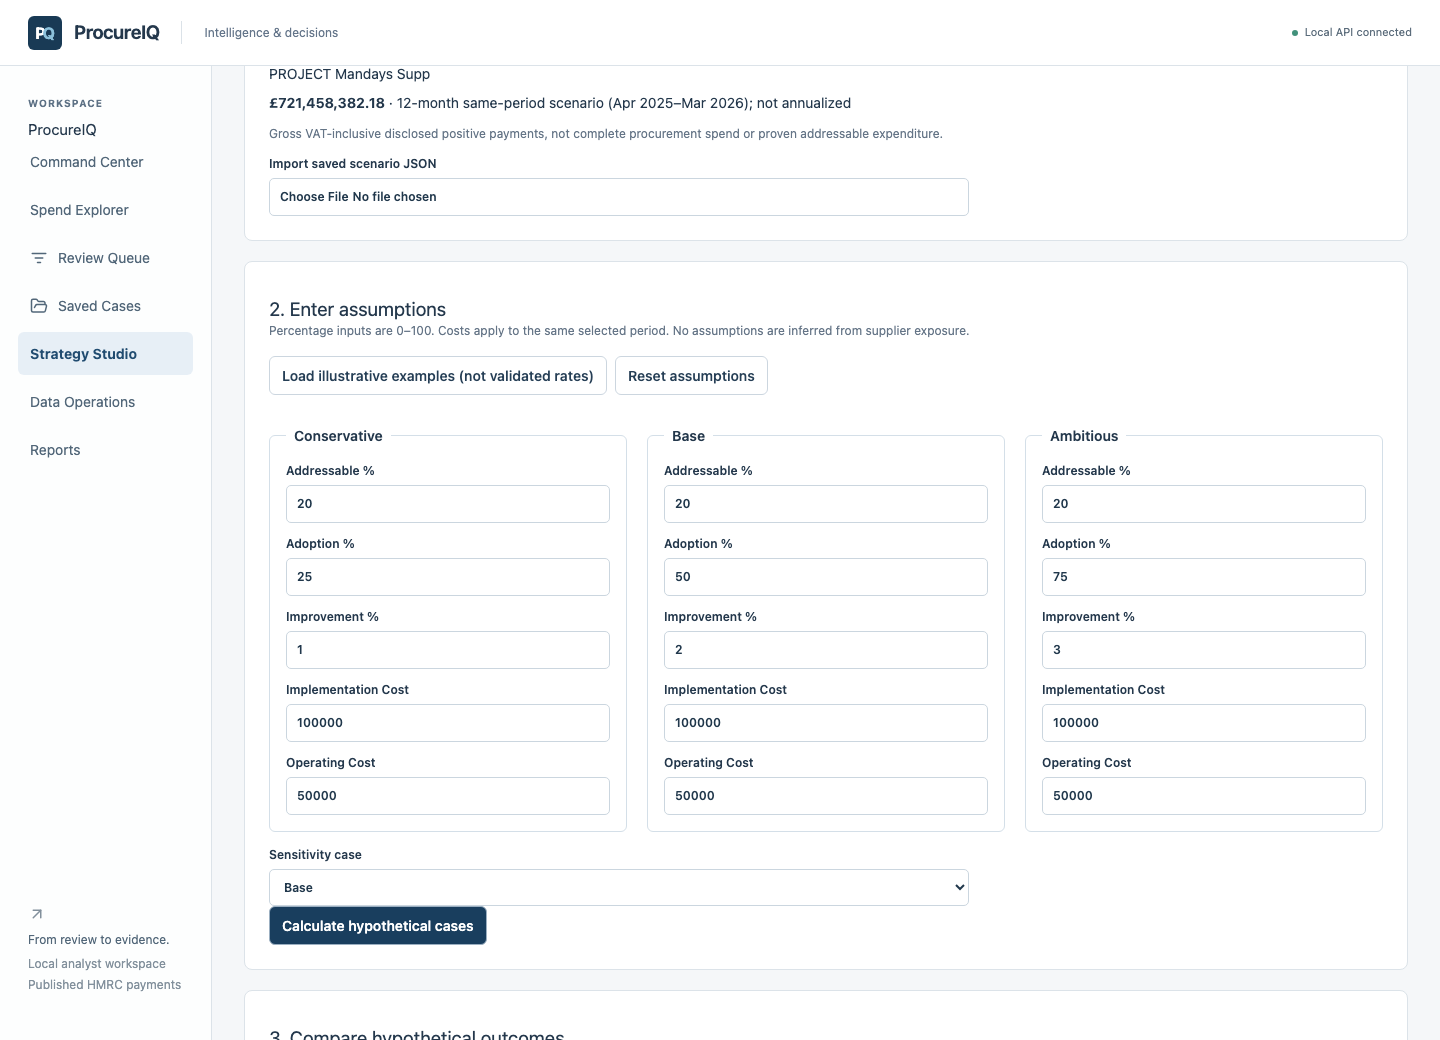 PQ ProcureIQ
Intelligence & decisions
Local API connected
WORKSPACE
ProcureIQ
Command Center
Spend Explorer
Review Queue
Saved Cases
Strategy Studio
Data Operations
Reports
From review to evidence.
Local analyst workspace
Published HMRC payments
PROJECT Mandays Supp
£721,458,382.18 · 12-month same-period scenario (Apr 2025–Mar 2026); not annualized
Gross VAT-inclusive disclosed positive payments, not complete procurement spend or proven addressable expenditure.
Import saved scenario JSON
Choose File No file chosen
2. Enter assumptions
Percentage inputs are 0–100. Costs apply to the same selected period. No assumptions are inferred from supplier exposure.
Load illustrative examples (not validated rates)
Reset assumptions
Conservative
Addressable %
20
Adoption %
25
Improvement %
1
Implementation Cost
100000
Operating Cost
50000
Base
Addressable %
20
Adoption %
50
Improvement %
2
Implementation Cost
100000
Operating Cost
50000
Ambitious
Addressable %
20
Adoption %
75
Improvement %
3
Implementation Cost
100000
Operating Cost
50000
Sensitivity case
Base
Calculate hypothetical cases
3. Compare hypothetical outcomes